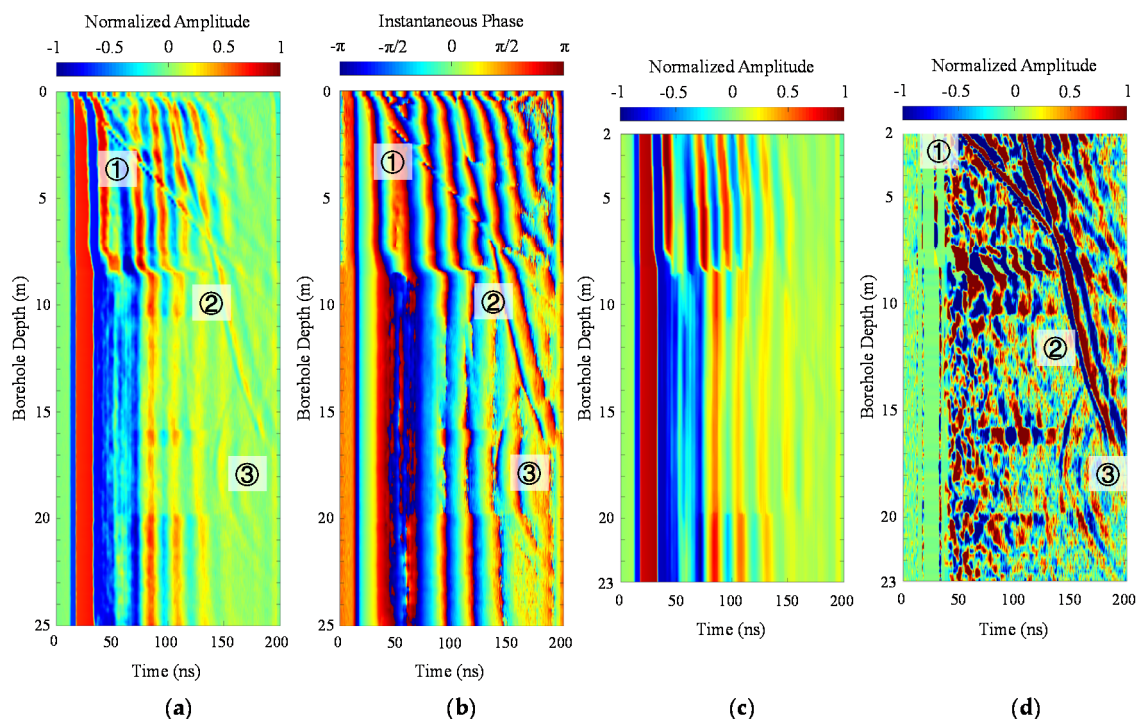 Normalized Amplitude
-1 -0.5 0 0.5 1
Instantaneous Phase
-π -π/2 0 π/2 π
Normalized Amplitude
-1 -0.5 0 0.5 1
Normalized Amplitude
-1 -0.5 0 0.5 1
Borehole Depth (m)
0
5
10
15
20
25
①
②
③
0 50 100 150 200
Time (ns)
(a)
Borehole Depth (m)
0
5
10
15
20
25
①
②
③
0 50 100 150 200
Time (ns)
(b)
Borehole Depth (m)
2
5
10
15
20
23
0 50 100 150 200
Time (ns)
(c)
Borehole Depth (m)
2
5
10
15
20
23
①
②
③
0 50 100 150 200
Time (ns)
(d)